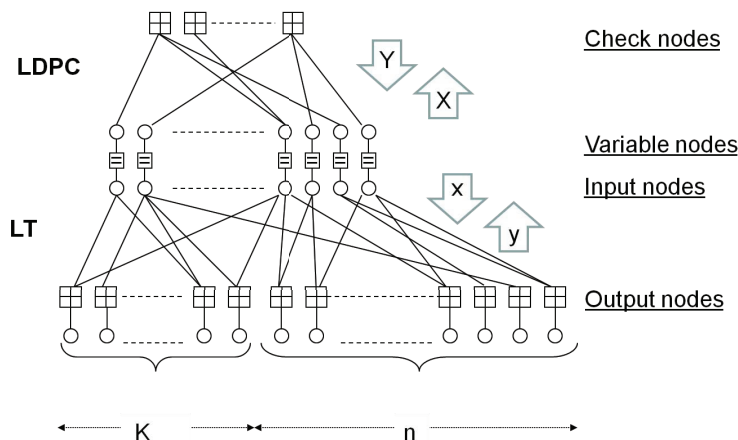 Check nodes
LDPC
Y
X
Variable nodes
Input nodes
x
y
LT
Output nodes
K
n